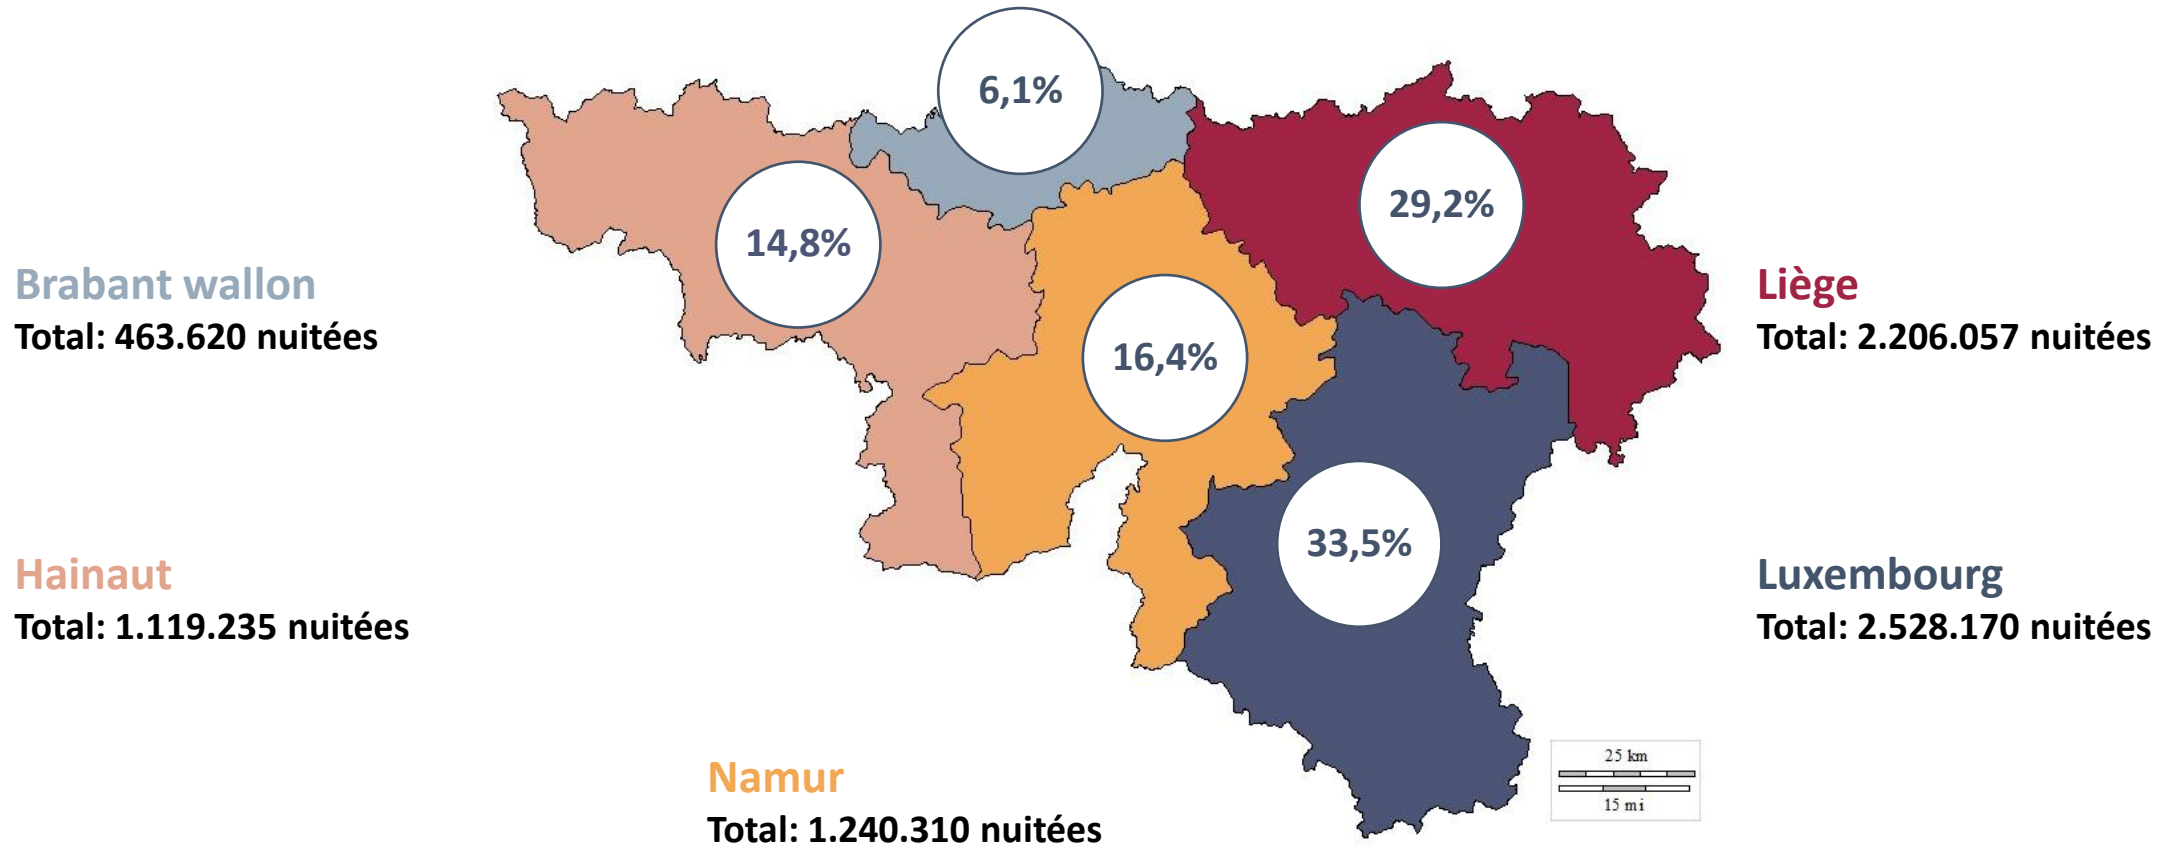 6,1%
14,8%
29,2%
16,4%
33,5%
Brabant wallon
Total: 463.620 nuitées
Hainaut
Total: 1.119.235 nuitées
Namur
Total: 1.240.310 nuitées
Liège
Total: 2.206.057 nuitées
Luxembourg
Total: 2.528.170 nuitées
25 km
15 mi